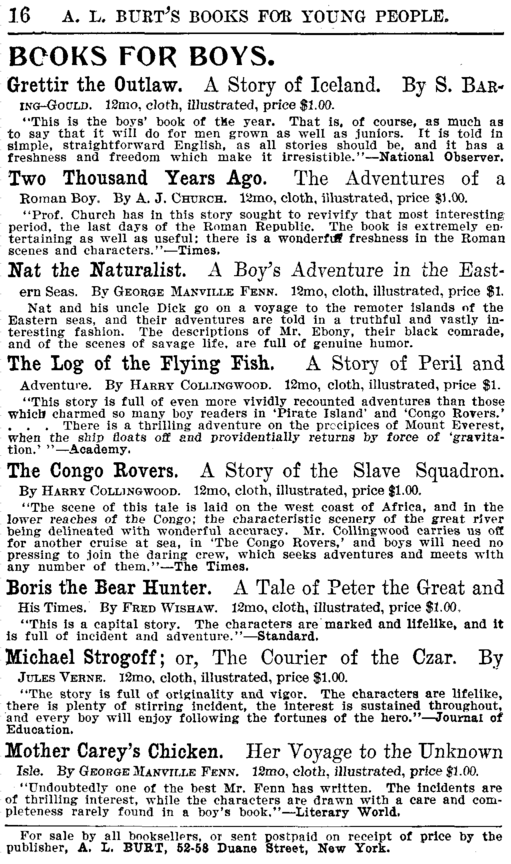 16 A. L. BURT'S BOOKS FOR YOUNG PEOPLE.
BOOKS FOR BOYS.
Grettir the Outlaw. A Story of Iceland. By S. BAR-
ING-GOULD. 12mo, cloth, illustrated, price $1.00.
"This is the boys' book of the year. That is, of course, as much as
to say that it will do for men grown as well as juniors. It is told in
simple, straightforward English, as all stories should be, and it has a
freshness and freedom which make it irresistible."—National Observer.
Two Thousand Years Ago. The Adventures of a
Roman Boy. By A. J. CHURCH. 12mo, cloth, illustrated, price $1.00.
"Prof. Church has in this story sought to revivify that most interesting
period, the last days of the Roman Republic. The book is extremely en-
tertaining as well as useful; there is a wonderful freshness in the Roman
scenes and characters."—Times.
Nat the Naturalist. A Boy's Adventure in the East-
ern Seas. By GEORGE MANVILLE FENN. 12mo, cloth, illustrated, price $1.
Nat and his uncle Dick go on a voyage to the remoter islands of the
Eastern seas, and their adventures are told in a truthful and vastly in-
teresting fashion. The descriptions of Mr. Ebony, their black comrade,
and of the scenes of savage life, are full of genuine humor.
The Log of the Flying Fish. A Story of Peril and
Adventure. By HARRY COLLINGWOOD. 12mo, cloth, illustrated, price $1.
"This story is full of even more vividly recounted adventures than those
which charmed so many boy readers in 'Pirate Island' and 'Congo Rovers.'
. . . There is a thrilling adventure on the precipices of Mount Everest,
when the ship floats off and providentially returns by force of 'gravita-
tion.' "—Academy.
The Congo Rovers. A Story of the Slave Squadron.
By HARRY COLLINGWOOD. 12mo, cloth, illustrated, price $1.00.
"The scene of this tale is laid on the west coast of Africa, and in the
lower reaches of the Congo; the characteristic scenery of the great river
being delineated with wonderful accuracy. Mr. Collingwood carries us off
for another cruise at sea, in 'The Congo Rovers,' and boys will need no
pressing to join the daring crew, which seeks adventures and meets with
any number of them."—The Times.
Boris the Bear Hunter. A Tale of Peter the Great and
His Times. By FRED WISHAW. 12mo, cloth, illustrated, price $1.00.
"This is a capital story. The characters are marked and lifelike, and it
is full of incident and adventure."—Standard.
Michael Strogoff; or, The Courier of the Czar. By
JULES VERNE. 12mo, cloth, illustrated, price $1.00.
"The story is full of originality and vigor. The characters are lifelike,
there is plenty of stirring incident, the interest is sustained throughout,
and every boy will enjoy following the fortunes of the hero."—Journal of
Education.
Mother Carey's Chicken. Her Voyage to the Unknown
Isle. By GEORGE MANVILLE FENN. 12mo, cloth, illustrated, price $1.00.
"Undoubtedly one of the best Mr. Fenn has written. The incidents are
of thrilling interest, while the characters are drawn with a care and com-
pleteness rarely found in a boy's book."—Literary World.
For sale by all booksellers, or sent postpaid on receipt of price by the
publisher, A. L. BURT, 52-58 Duane Street, New York.